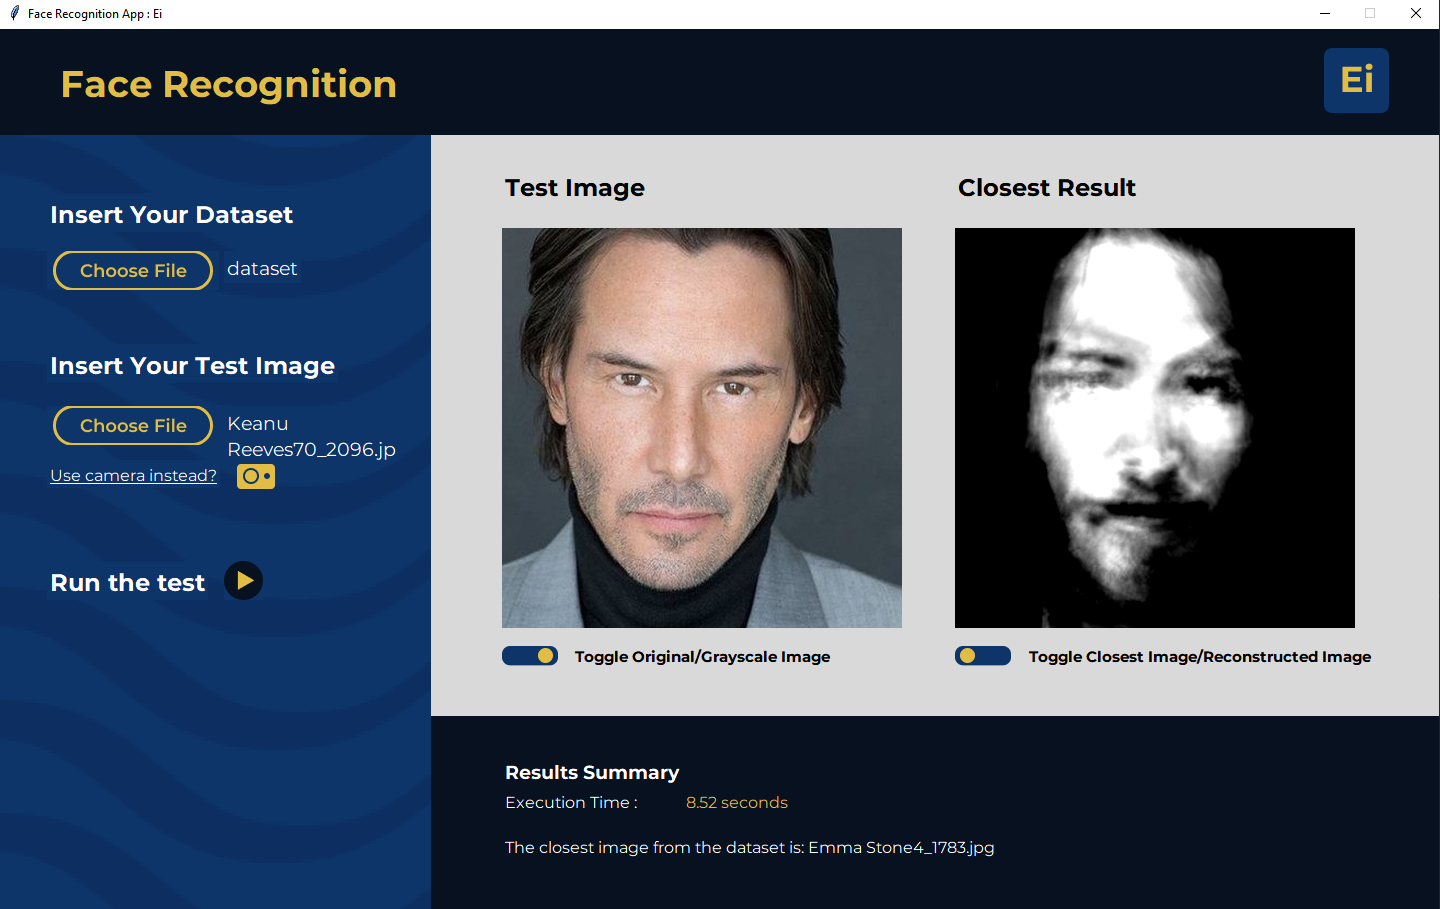 Face Recognition App : Ei
Face Recognition
Ei
Insert Your Dataset
Choose File
dataset
Insert Your Test Image
Choose File
Keanu
Reeves70_2096.jp
Use camera instead?
Run the test
Test Image
Closest Result
Toggle Original/Grayscale Image
Toggle Closest Image/Reconstructed Image
Results Summary
Execution Time : 8.52 seconds
The closest image from the dataset is: Emma Stone4_1783.jpg